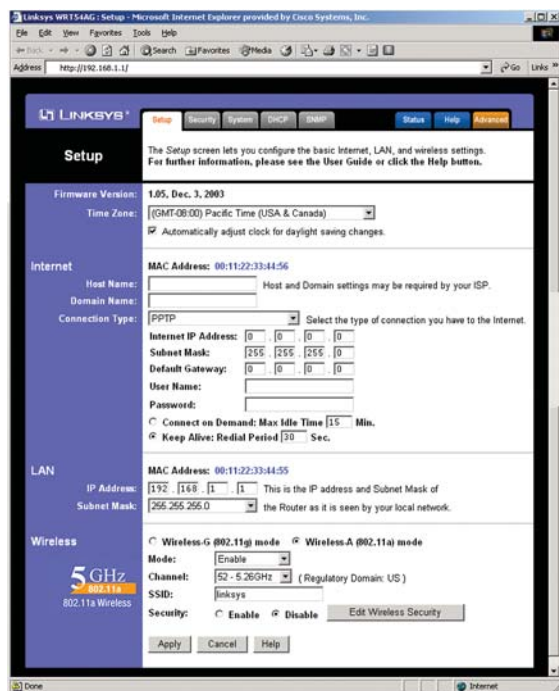 Linksys WRT54AG : Setup - Microsoft Internet Explorer provided by Cisco Systems, Inc.
File Edit View Favorites Tools Help
Back Search Favorites Media
Address http://192.168.1.1/ Go Links »
LINKSYS®
Setup Security System DHCP SNMP Status Help Advanced
Setup
The Setup screen lets you configure the basic Internet, LAN, and wireless settings.
For further information, please see the User Guide or click the Help button.
Firmware Version: 1.05, Dec. 3, 2003
Time Zone: (GMT-08:00) Pacific Time (USA & Canada)
Automatically adjust clock for daylight saving changes.
Internet MAC Address: 00:11:22:33:44:56
Host Name: Host and Domain settings may be required by your ISP.
Domain Name:
Connection Type: PPTP Select the type of connection you have to the Internet.
Internet IP Address: 0 . 0 . 0 . 0
Subnet Mask: 255 . 255 . 255 . 0
Default Gateway: 0 . 0 . 0 . 0
User Name:
Password:
Connect on Demand: Max Idle Time 15 Min.
Keep Alive: Redial Period 30 Sec.
LAN MAC Address: 00:11:22:33:44:55
IP Address: 192 . 168 . 1 . 1 This is the IP address and Subnet Mask of
Subnet Mask: 255.255.255.0 the Router as it is seen by your local network.
Wireless Wireless-G (802.11g) mode Wireless-A (802.11a) mode
Mode: Enable
Channel: 52 - 5.26GHz ( Regulatory Domain: US )
SSID: linksys
Security: Enable Disable Edit Wireless Security
5 GHz
802.11a
802.11a Wireless
Apply Cancel Help
Done Internet